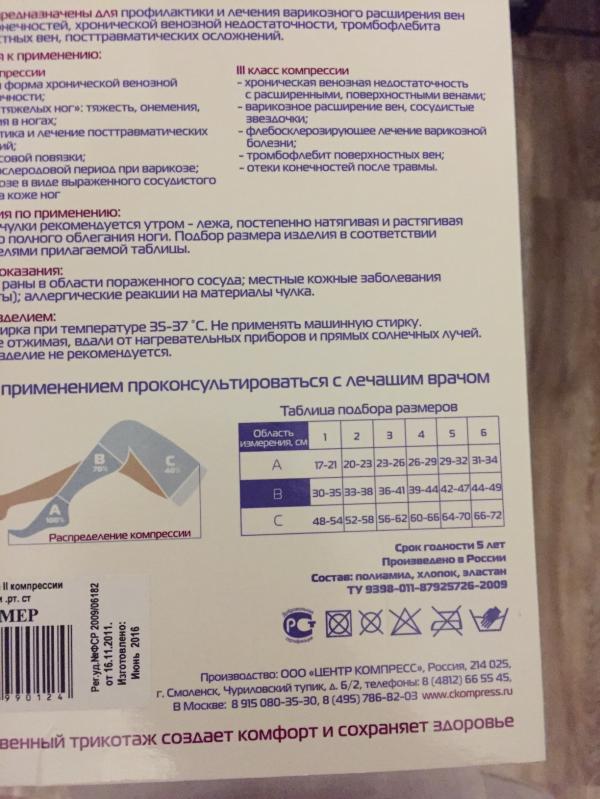 предназначены для профилактики и лечения варикозного расширения вен
конечностей, хронической венозной недостаточности, тромбофлебита
вен, посттравматических осложнений.
я к применению:
прессии
форма хронической венозной
ечности;
тяжелых ног»: тяжесть, онемения,
я в ногах;
тика и лечение посттравматических
ий;
совой повязки;
ослеродовой период при варикозе;
озе в виде выраженного сосудистого
а коже ног
III класс компрессии
- хроническая венозная недостаточность
с расширенными, поверхностными венами;
- варикозное расширение вен, сосудистые
звездочки;
- флебосклерозирующее лечение варикозной
болезни;
- тромбофлебит поверхностных вен;
- отеки конечностей после травмы.
ия по применению:
чулки рекомендуется утром - лежа, постепенно натягивая и растягивая
о полного облегания ноги. Подбор размера изделия в соответствии
елями прилагаемой таблицы.
оказания:
раны в области пораженного сосуда; местные кожные заболевания
ты); аллергические реакции на материалы чулка.
зделием:
ирка при температуре 35-37 °С. Не применять машинную стирку.
е отжимая, вдали от нагревательных приборов и прямых солнечных лучей.
зделие не рекомендуется.
применением проконсультироваться с лечащим врачом
Таблица подбора размеров
Область измерения, см 1 2 3 4 5 6
A 17-21 20-23 23-26 26-29 29-32 31-34
B 30-35 33-38 36-41 39-44 42-47 44-49
C 48-54 52-58 56-62 60-66 64-70 66-72
B
70%
C
40%
A
100%
Распределение компрессии
Срок годности 5 лет
Произведено в России
Состав: полиамид, хлопок, эластан
ТУ 9398-011-87925726-2009
II компрессии
.рт. ст
МЕР
990124
Рег.уд.№ФСР 2009/06182
от 16.11.2011.
Изготовлено:
Июнь 2016
РСТ
Производство: ООО «ЦЕНТР КОМПРЕСС», Россия, 214 025,
г. Смоленск, Чуриловский тупик, д. 6/2, телефоны: 8 (4812) 66 55 45,
В Москве: 8 915 080-35-30, 8 (495) 786-82-03 www.ckompress.ru
венный трикотаж создает комфорт и сохраняет здоровье